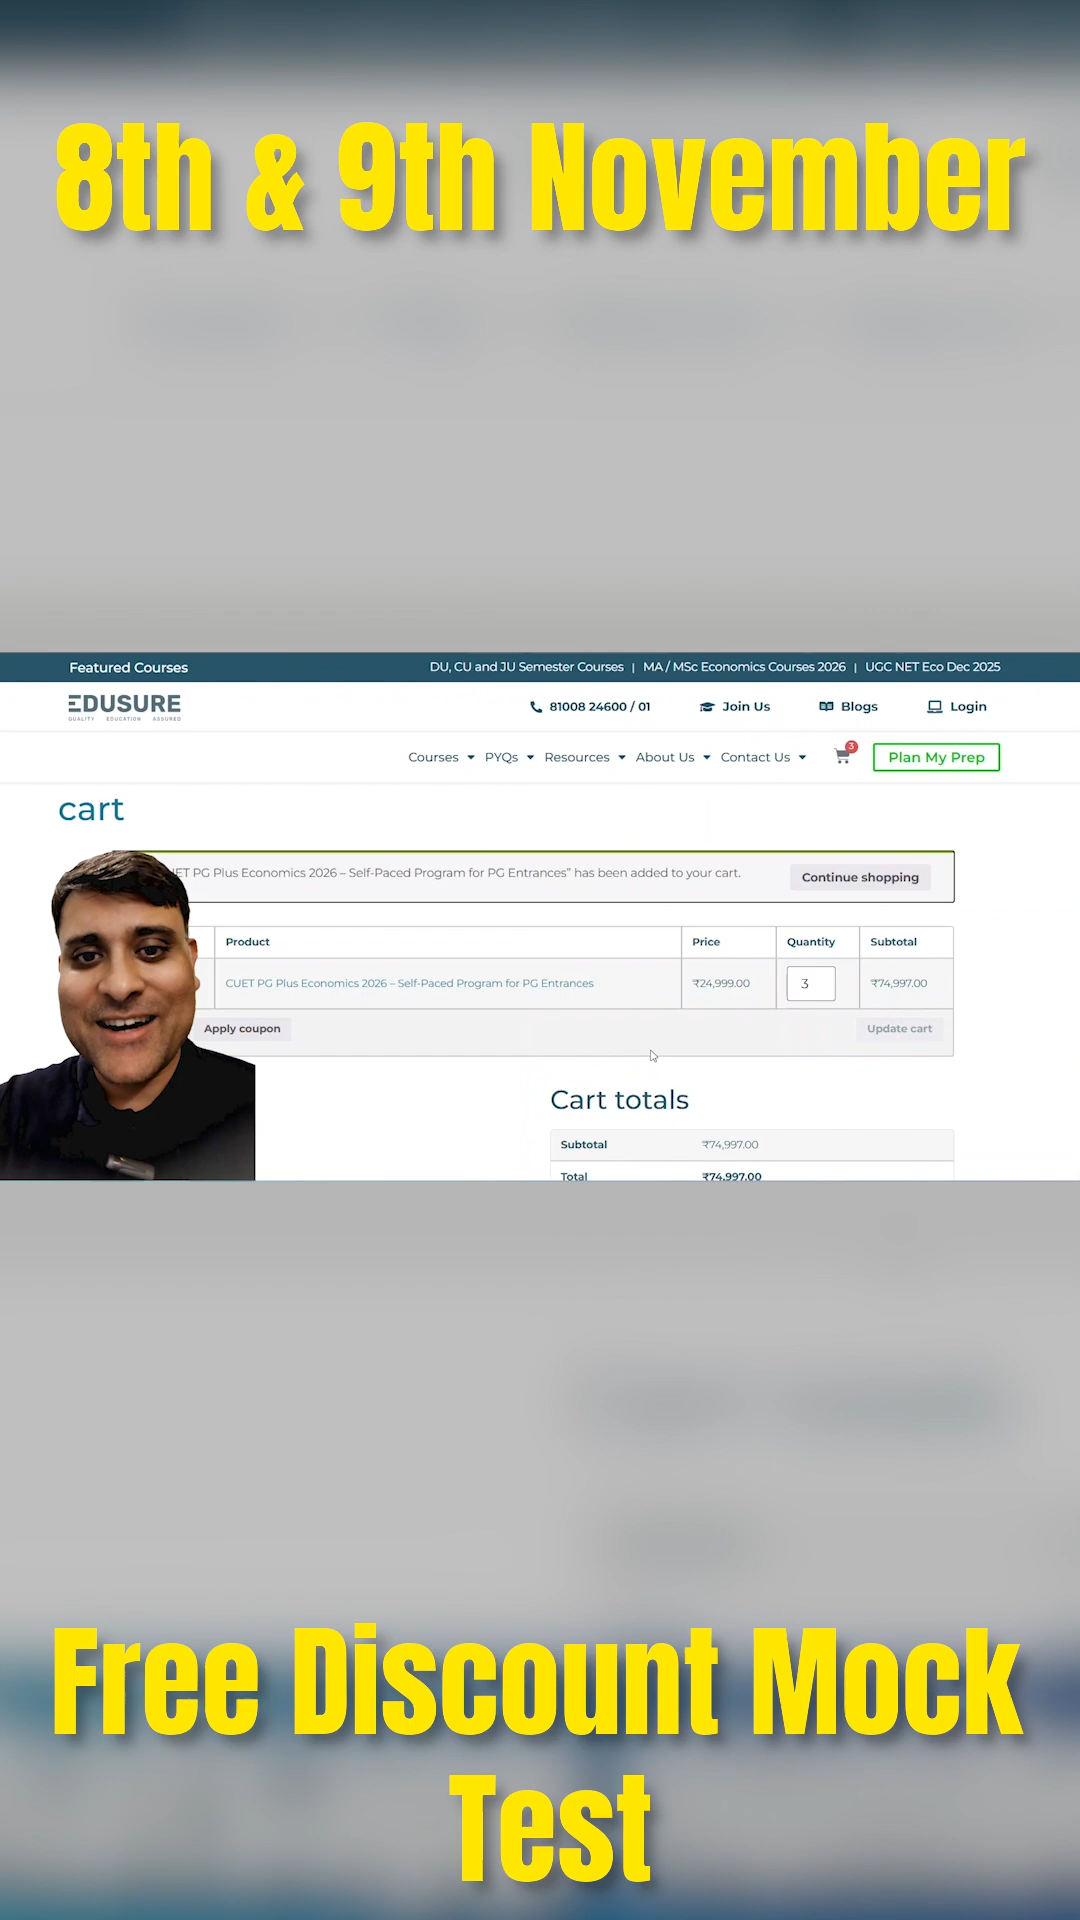 8th & 9th November
Featured Courses
DU, CU and JU Semester Courses | MA / MSc Economics Courses 2026 | UGC NET Eco Dec 2025
EDUSURE
QUALITY EDUCATION ASSURED
81008 24600 / 01
Join Us
Blogs
Login
Courses
PYQs
Resources
About Us
Contact Us
3
Plan My Prep
cart
PG Plus Economics 2026 – Self-Paced Program for PG Entrances" has been added to your cart.
Continue shopping
Product Price Quantity Subtotal
CUET PG Plus Economics 2026 – Self-Paced Program for PG Entrances ₹24,999.00 3 ₹74,997.00
Apply coupon
Update cart
Cart totals
Subtotal ₹74,997.00
Total ₹74,997.00
Free Discount Mock
Test